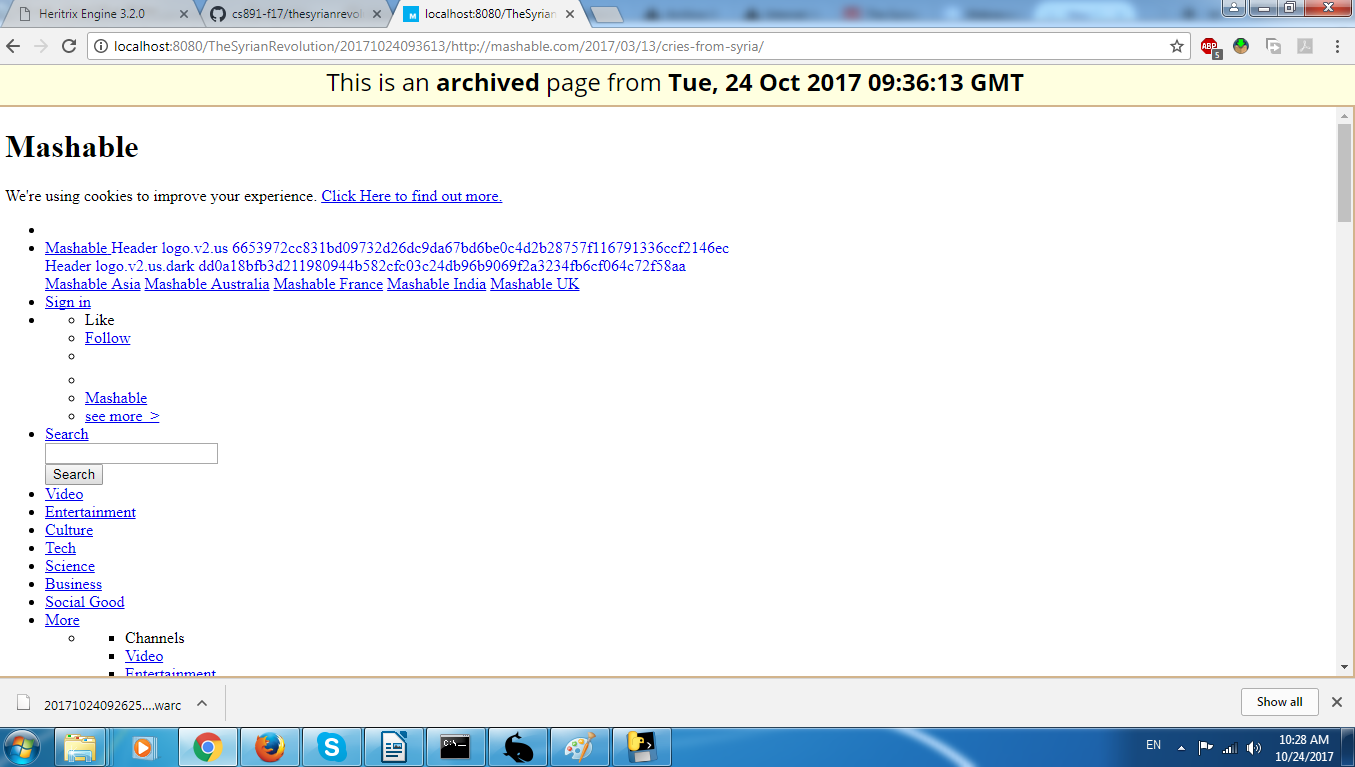 Heritrix Engine 3.2.0
cs891-f17/thesyrianrevol
localhost:8080/TheSyrian
localhost:8080/TheSyrianRevolution/20171024093613/http://mashable.com/2017/03/13/cries-from-syria/
ABP
5
This is an archived page from Tue, 24 Oct 2017 09:36:13 GMT
Mashable
We're using cookies to improve your experience. Click Here to find out more.
Mashable Header logo.v2.us 6653972cc831bd09732d26dc9da67bd6be0c4d2b28757f116791336ccf2146ec
Header logo.v2.us.dark dd0a18bfb3d211980944b582cfc03c24db96b9069f2a3234fb6cf064c72f58aa
Mashable Asia Mashable Australia Mashable France Mashable India Mashable UK
Sign in
Like
Follow
Mashable
see more >
Search
Search
Video
Entertainment
Culture
Tech
Science
Business
Social Good
More
Channels
Video
Entertainment
20171024092625....warc
Show all
C:\.
EN
10:28 AM
10/24/2017